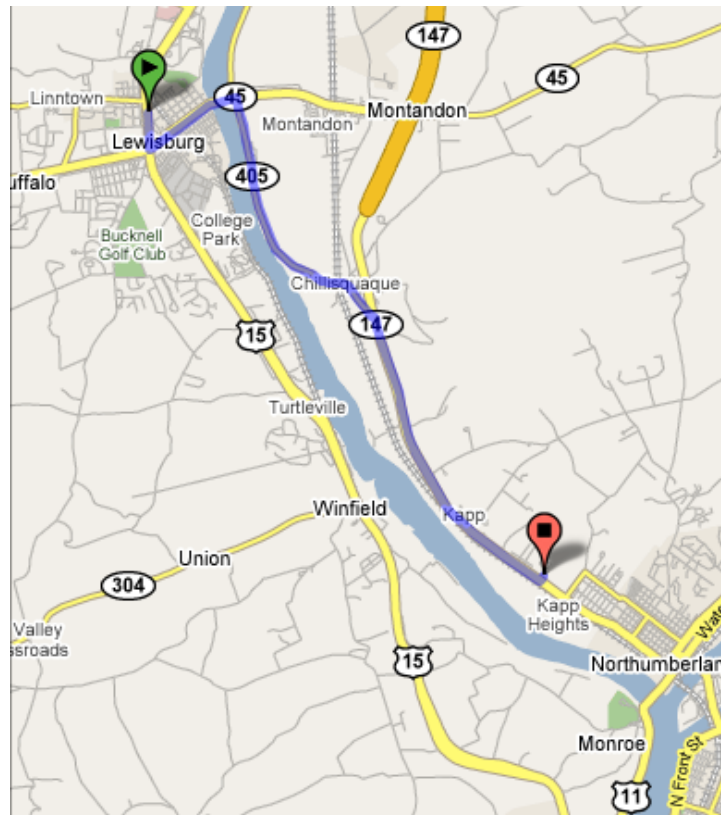 147
45
Linntown
45
Montandon
Montandon
Lewisburg
405
uffalo
College
Park
Bucknell
Golf Club
Chillisquaque
147
15
Turtleville
Winfield
Kapp
Union
304
Kapp
Heights
Valley
ssroads
Wate
15
Northumberlan
Monroe
N Front St
11